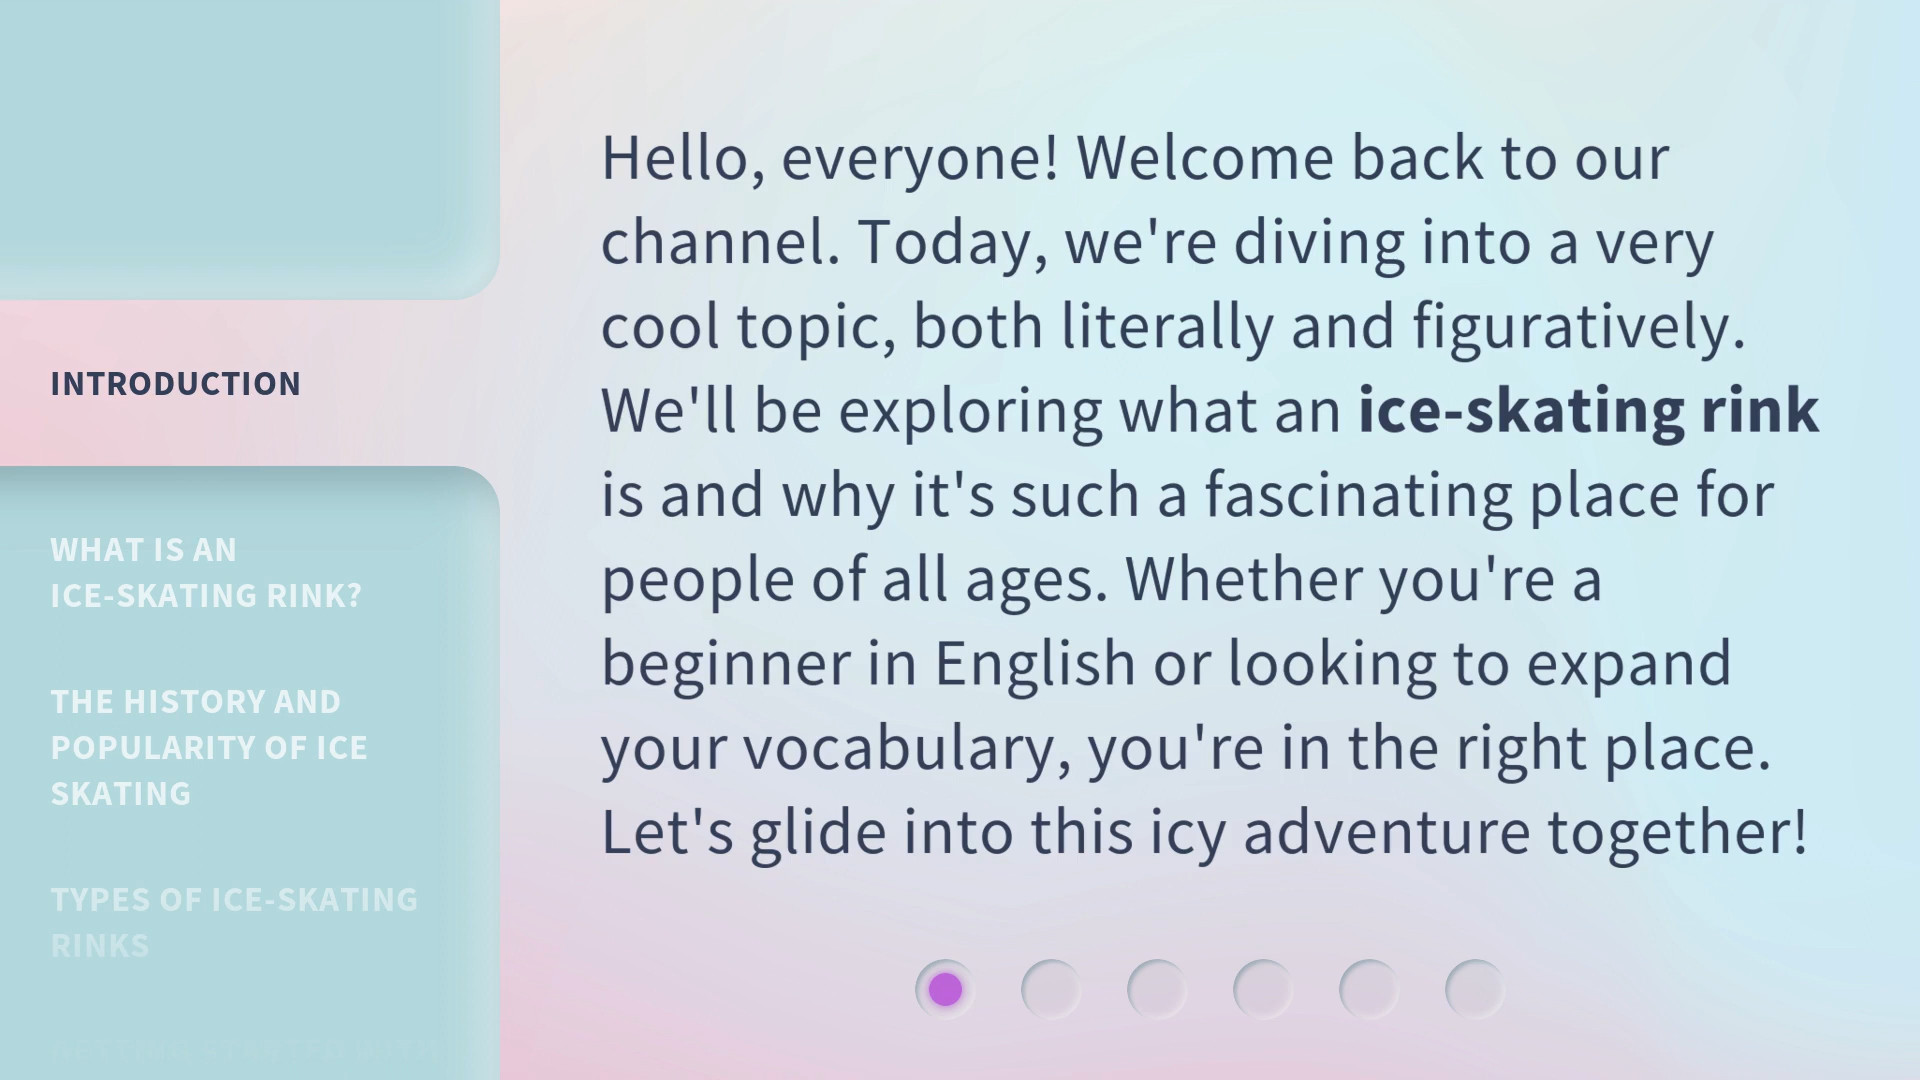 INTRODUCTION
WHAT IS AN
ICE-SKATING RINK?
THE HISTORY AND
POPULARITY OF ICE
SKATING
TYPES OF ICE-SKATING
RINKS
Hello, everyone! Welcome back to our
channel. Today, we're diving into a very
cool topic, both literally and figuratively.
We'll be exploring what an ice-skating rink
is and why it's such a fascinating place for
people of all ages. Whether you're a
beginner in English or looking to expand
your vocabulary, you're in the right place.
Let's glide into this icy adventure together!